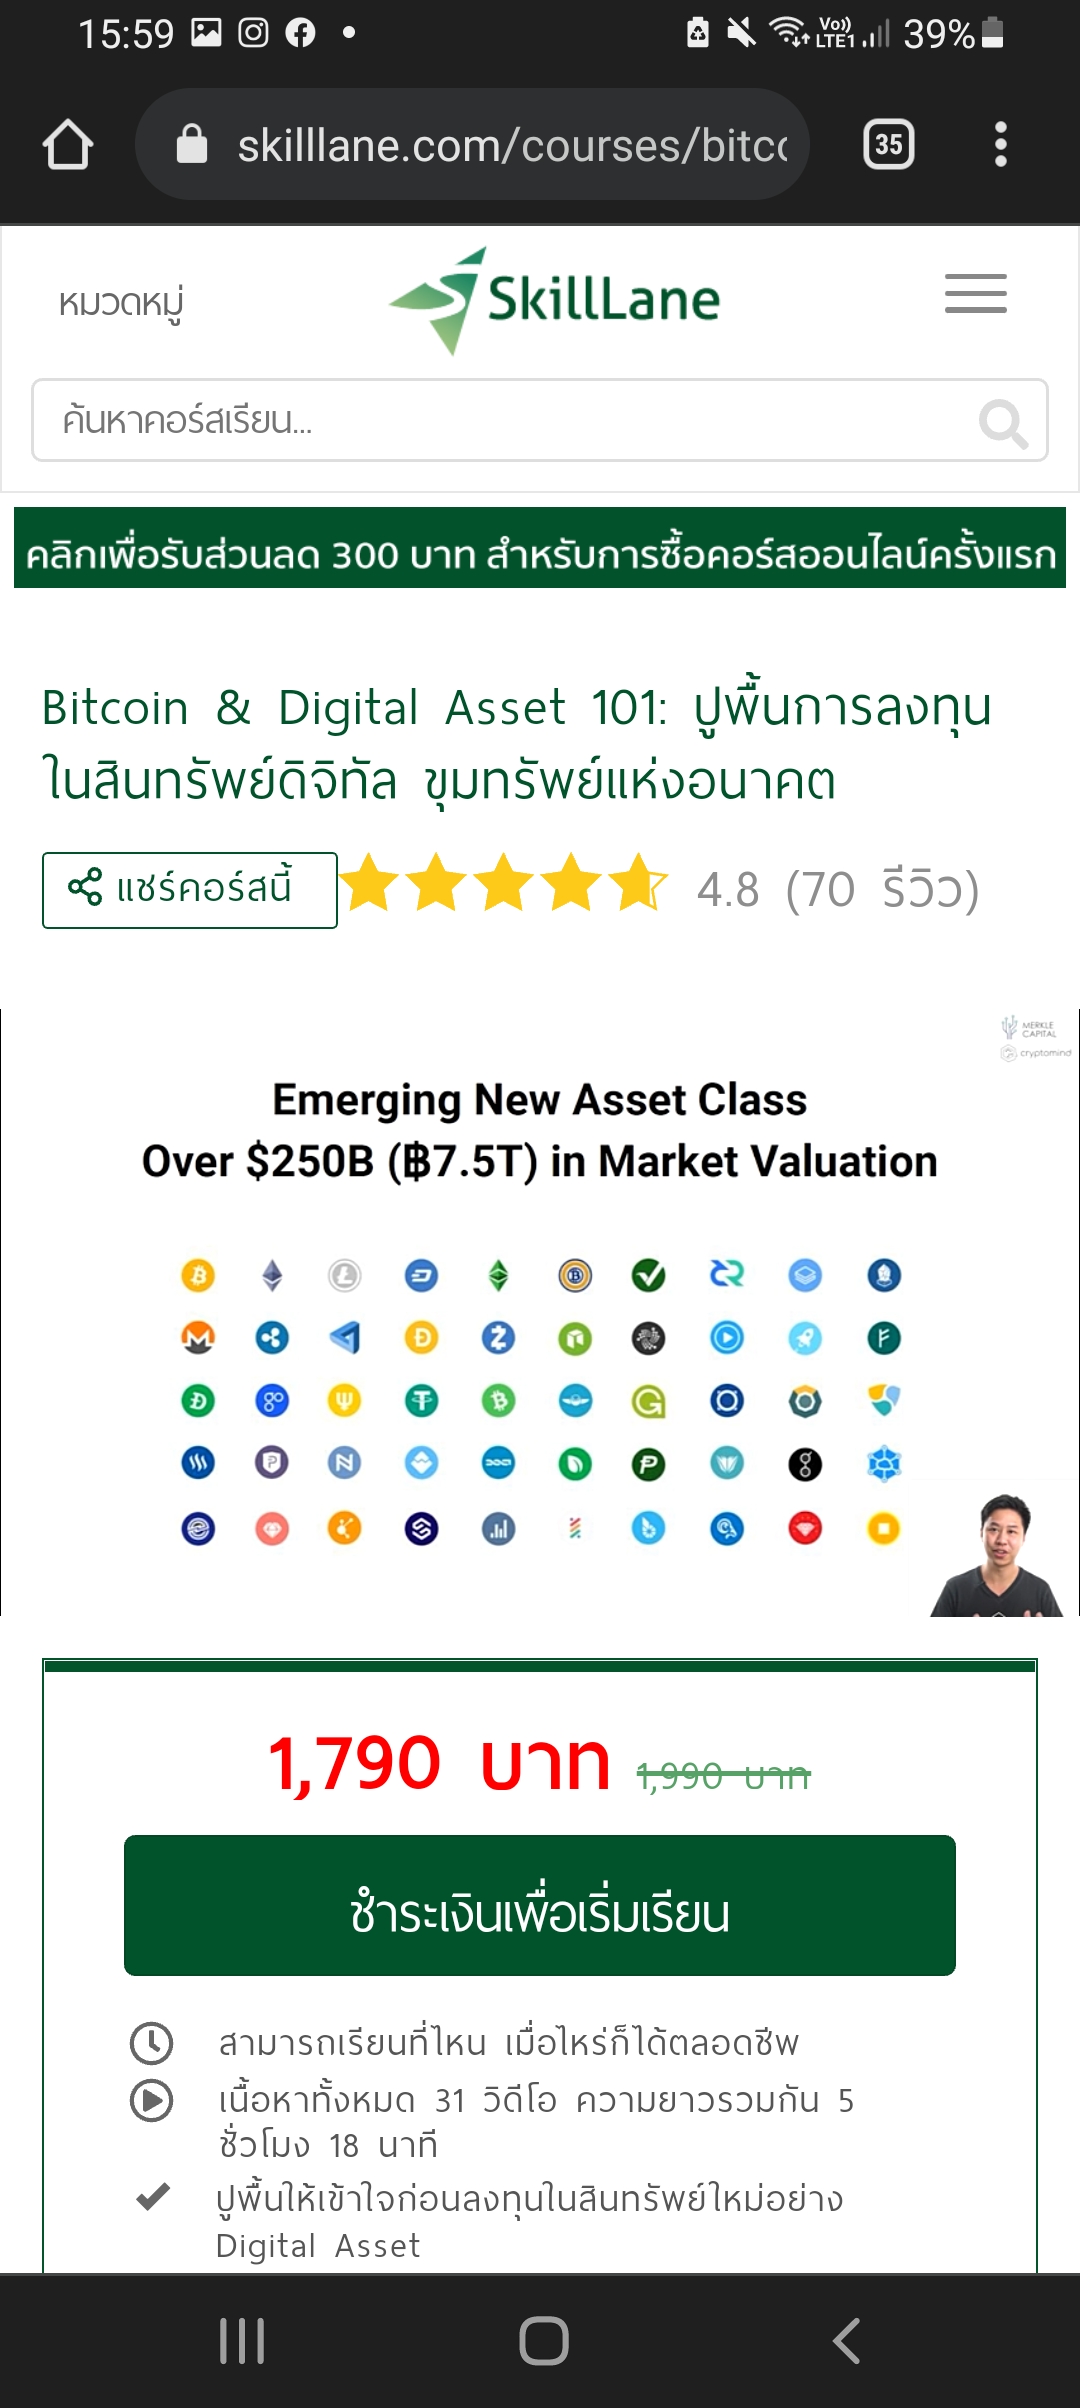 15:59
Vo)) LTE1 39%
skilllane.com/courses/bitco
35
หมวดหมู่
SkillLane
ค้นหาคอร์สเรียน...
คลิกเพื่อรับส่วนลด 300 บาท สำหรับการซื้อคอร์สออนไลน์ครั้งแรก
Bitcoin & Digital Asset 101: ปูพื้นการลงทุน
ในสินทรัพย์ดิจิทัล ขุมทรัพย์แห่งอนาคต
แชร์คอร์สนี้
4.8 (70 รีวิว)
MERKLE
CAPITAL
cryptomind
Emerging New Asset Class
Over $250B (฿7.5T) in Market Valuation
1,790 บาท 1,990 บาท
ชำระเงินเพื่อเริ่มเรียน
สามารถเรียนที่ไหน เมื่อไหร่ก็ได้ตลอดชีพ
เนื้อหาทั้งหมด 31 วิดีโอ ความยาวรวมกัน 5
ชั่วโมง 18 นาที
ปูพื้นให้เข้าใจก่อนลงทุนในสินทรัพย์ใหม่อย่าง
Digital Asset